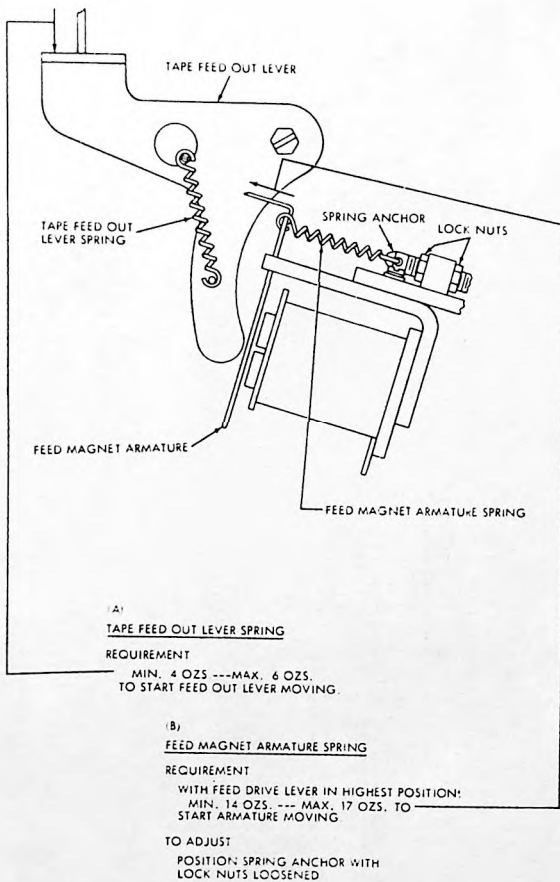 TAPE FEED OUT LEVER
TAPE FEED OUT
LEVER SPRING
SPRING ANCHOR
LOCK NUTS
FEED MAGNET ARMATURE
FEED MAGNET ARMATURE SPRING
(A)
TAPE FEED OUT LEVER SPRING
REQUIREMENT
MIN. 4 OZS ---MAX. 6 OZS.
TO START FEED OUT LEVER MOVING.
(B)
FEED MAGNET ARMATURE SPRING
REQUIREMENT
WITH FEED DRIVE LEVER IN HIGHEST POSITION:
MIN. 14 OZS. --- MAX. 17 OZS. TO
START ARMATURE MOVING
TO ADJUST
POSITION SPRING ANCHOR WITH
LOCK NUTS LOOSENED